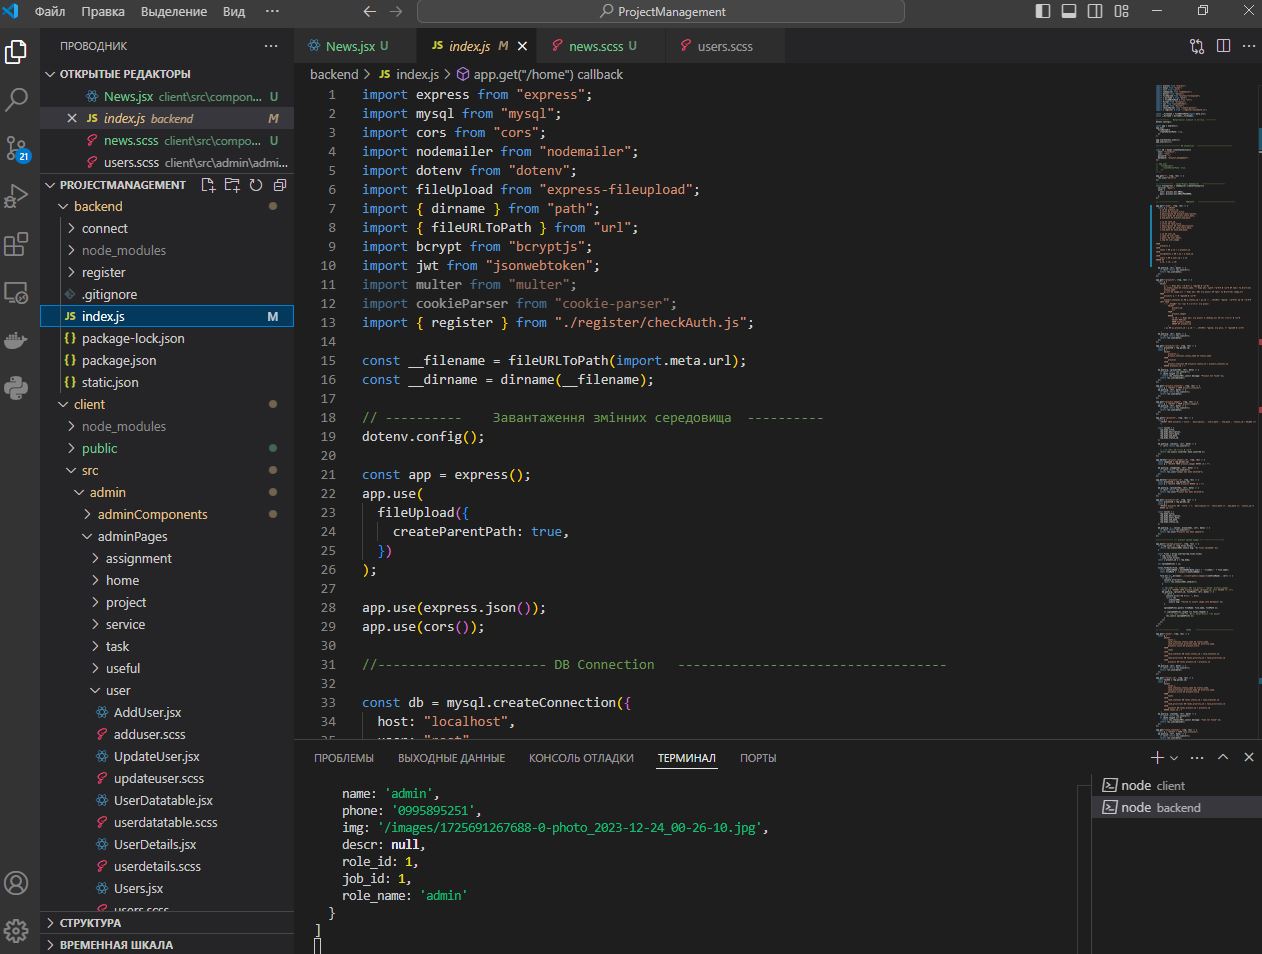 Файл Правка Выделение Вид ··· ProjectManagement
ПРОВОДНИК ···
ОТКРЫТЫЕ РЕДАКТОРЫ
News.jsx client\src\compon... U
index.js backend M
news.scss client\src\compo... U
users.scss client\src\admin\admi...
PROJECTMANAGEMENT
backend
connect
node_modules
register
.gitignore
index.js M
package-lock.json
package.json
static.json
client
node_modules
public
src
admin
adminComponents
adminPages
assignment
home
project
service
task
useful
user
AddUser.jsx
adduser.scss
UpdateUser.jsx
updateuser.scss
UserDatatable.jsx
userdatatable.scss
UserDetails.jsx
userdetails.scss
Users.jsx
users.scss
СТРУКТУРА
ВРЕМЕННАЯ ШКАЛА
21
News.jsx U JS index.js M news.scss U users.scss
backend > JS index.js > app.get("/home") callback
1 import express from "express";
2 import mysql from "mysql";
3 import cors from "cors";
4 import nodemailer from "nodemailer";
5 import dotenv from "dotenv";
6 import fileUpload from "express-fileupload";
7 import { dirname } from "path";
8 import { fileURLToPath } from "url";
9 import bcrypt from "bcryptjs";
10 import jwt from "jsonwebtoken";
11 import multer from "multer";
12 import cookieParser from "cookie-parser";
13 import { register } from "./register/checkAuth.js";
14
15 const __filename = fileURLToPath(import.meta.url);
16 const __dirname = dirname(__filename);
17
18 // ---------- Завантаження змінних середовища ----------
19 dotenv.config();
20
21 const app = express();
22 app.use(
23 fileUpload({
24 createParentPath: true,
25 })
26 );
27
28 app.use(express.json());
29 app.use(cors());
30
31 //---------------------- DB Connection -----------------------------------
32
33 const db = mysql.createConnection({
34 host: "localhost",
35 user: "root"
ПРОБЛЕМЫ ВЫХОДНЫЕ ДАННЫЕ КОНСОЛЬ ОТЛАДКИ ТЕРМИНАЛ ПОРТЫ
name: 'admin',
phone: '0995895251',
img: '/images/1725691267688-0-photo_2023-12-24_00-26-10.jpg',
descr: null,
role_id: 1,
job_id: 1,
role_name: 'admin'
}
]
node client
node backend